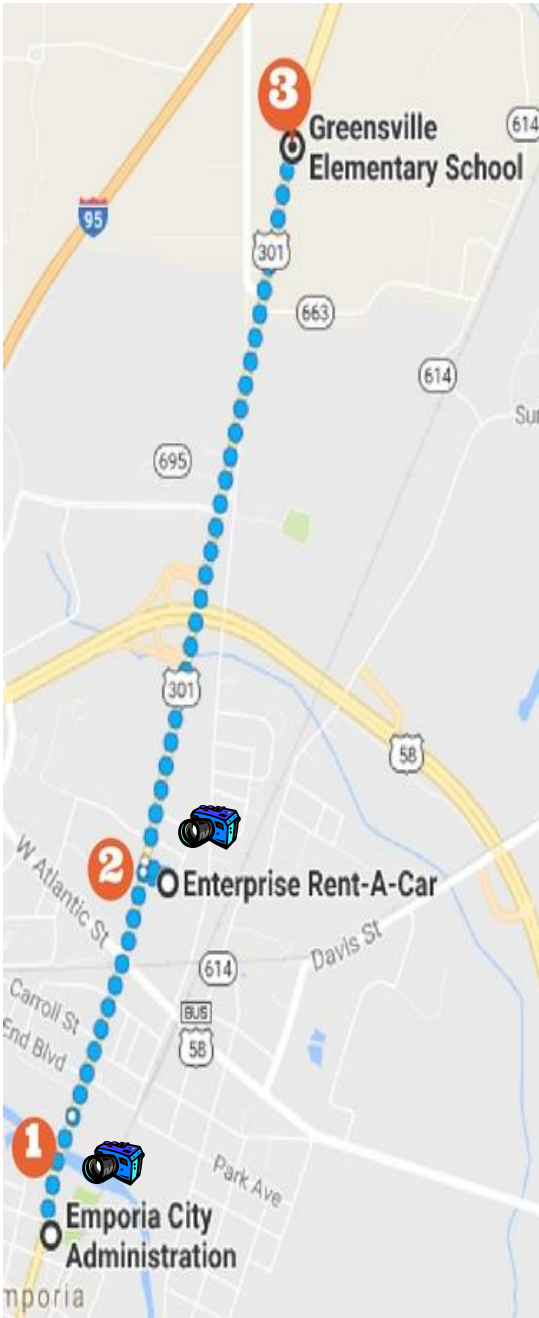 3
Greensville
Elementary School
614
95
301
663
614
Sur
695
301
58
2
Enterprise Rent-A-Car
W Atlantic St
Davis St
614
Carroll St
End Blvd
BUS
58
1
Park Ave
Emporia City
Administration
mporia